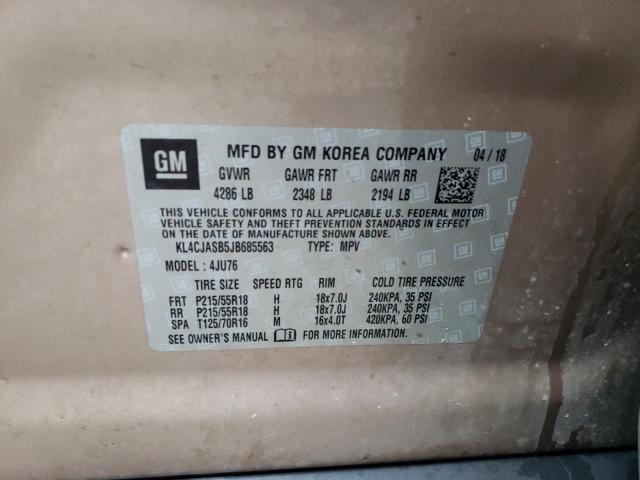 GM MFD BY GM KOREA COMPANY 04 / 18
GVWR GAWR FRT GAWR RR
4286 LB 2348 LB 2194 LB
THIS VEHICLE CONFORMS TO ALL APPLICABLE U.S. FEDERAL MOTOR
VEHICLE SAFETY AND THEFT PREVENTION STANDARDS IN EFFECT
ON THE DATE OF MANUFACTURE SHOWN ABOVE.
KL4CJASB5JB685563 TYPE: MPV
MODEL : 4JU76
TIRE SIZE SPEED RTG RIM COLD TIRE PRESSURE
FRT P215/55R18 H 18x7.0J 240KPA, 35 PSI
RR P215/55R18 H 18x7.0J 240KPA, 35 PSI
SPA T125/70R16 M 16x4.0T 420KPA, 60 PSI
SEE OWNER'S MANUAL FOR MORE INFORMATION.